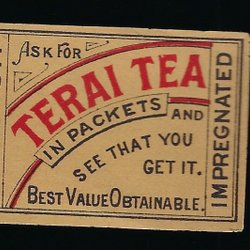 ASK FOR
TERAI TEA
IN PACKETS
AND
SEE THAT YOU
GET IT.
BEST VALUE OBTAINABLE.
IMPREGNATED